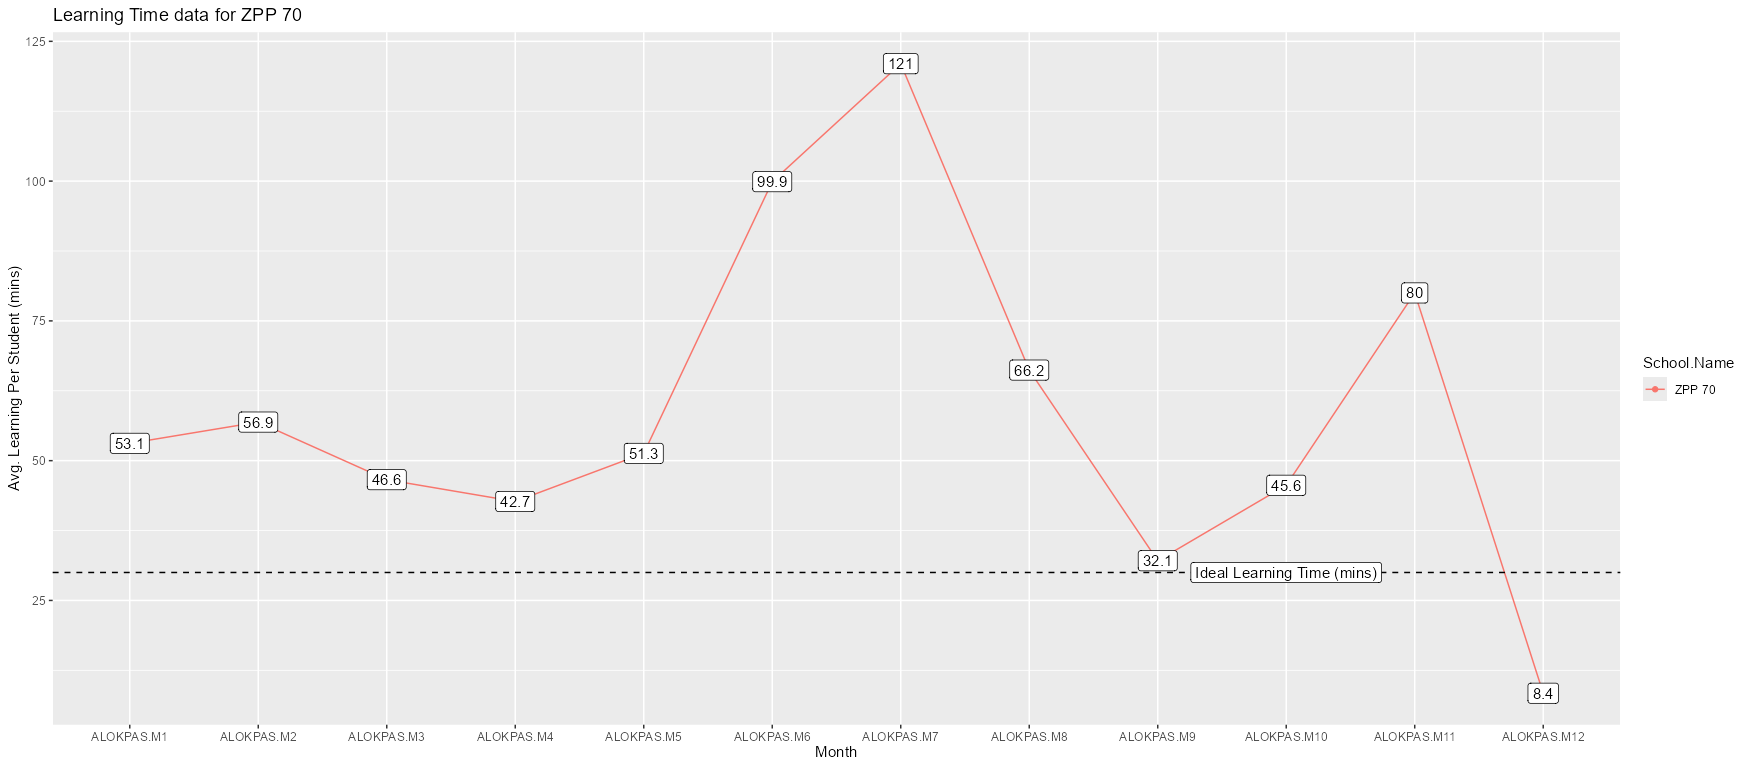 Learning Time data for ZPP 70
Avg. Learning Per Student (mins)
125
100
75
50
25
53.1
56.9
46.6
42.7
51.3
99.9
121
66.2
32.1
45.6
80
8.4
Ideal Learning Time (mins)
ALOKPAS.M1
ALOKPAS.M2
ALOKPAS.M3
ALOKPAS.M4
ALOKPAS.M5
ALOKPAS.M6
ALOKPAS.M7
ALOKPAS.M8
ALOKPAS.M9
ALOKPAS.M10
ALOKPAS.M11
ALOKPAS.M12
Month
School.Name
ZPP 70